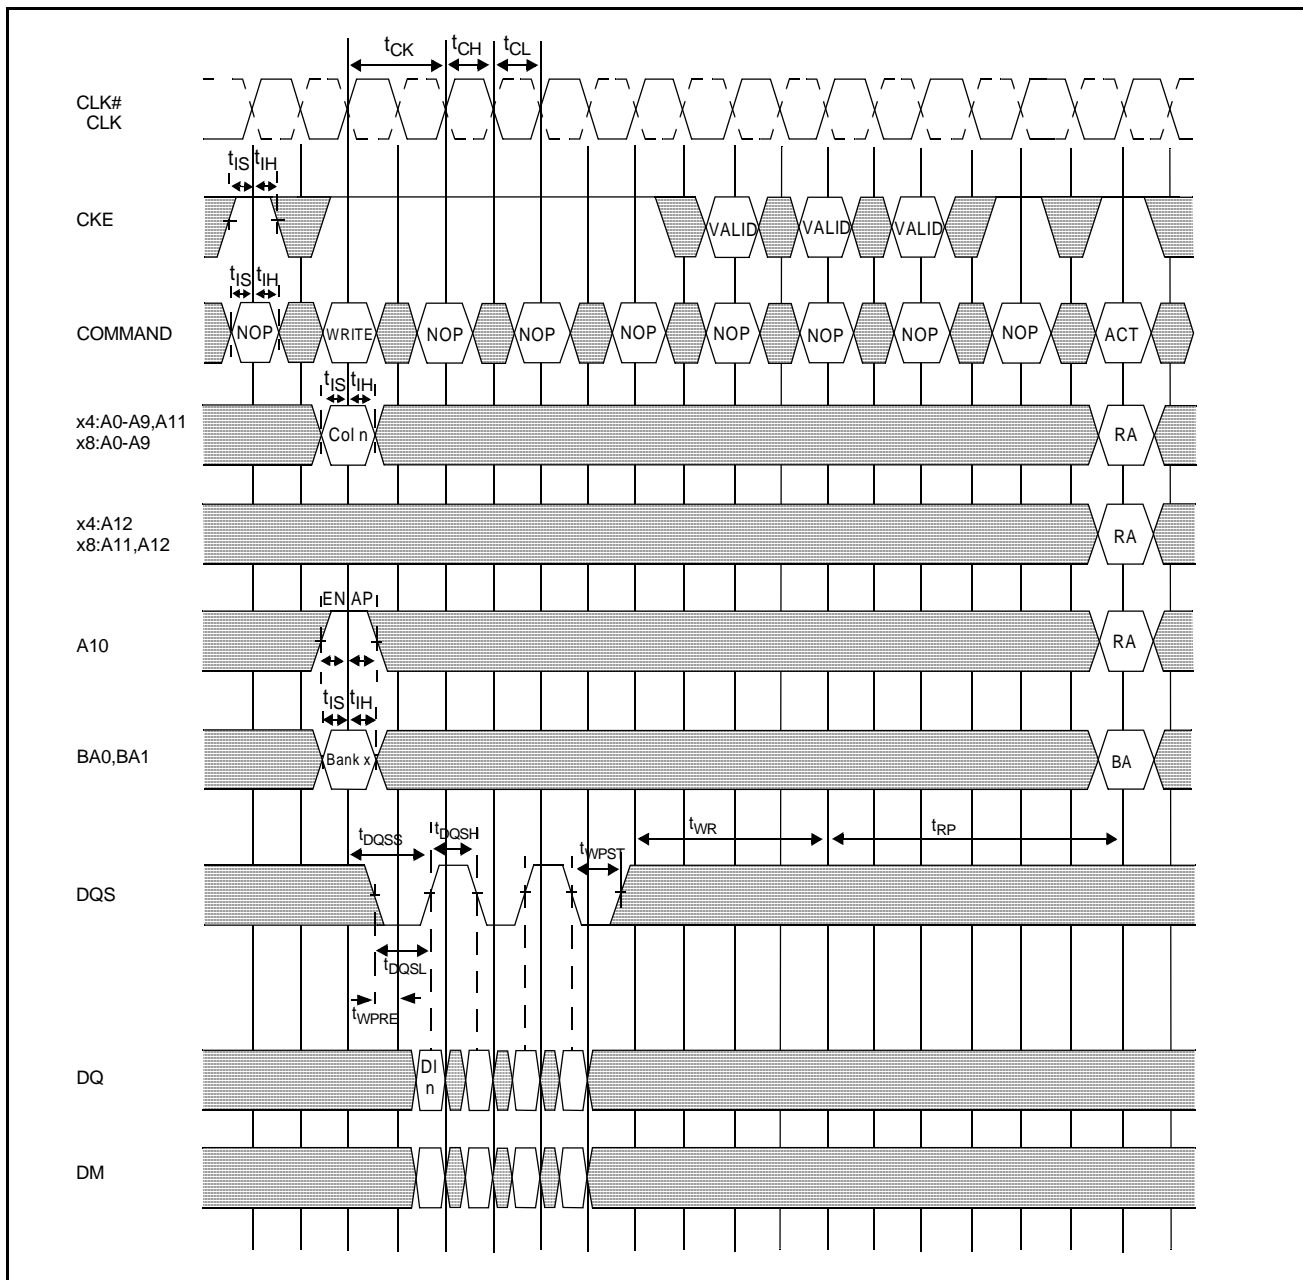 tCK tCH tCL
CLK#
CLK
tIS tIH
CKE
VALID VALID VALID
tIS tIH
COMMAND
NOP WRITE NOP NOP NOP NOP NOP NOP NOP ACT
tIS tIH
x4:A0-A9,A11
x8:A0-A9
Col n RA
x4:A12
x8:A11,A12
RA
EN AP
A10
RA
tIS tIH
BA0,BA1
Bank x BA
tDQSS tDQSH tWPST tWR tRP
DQS
tDQSL
tWPRE
DQ
DI
n
DM